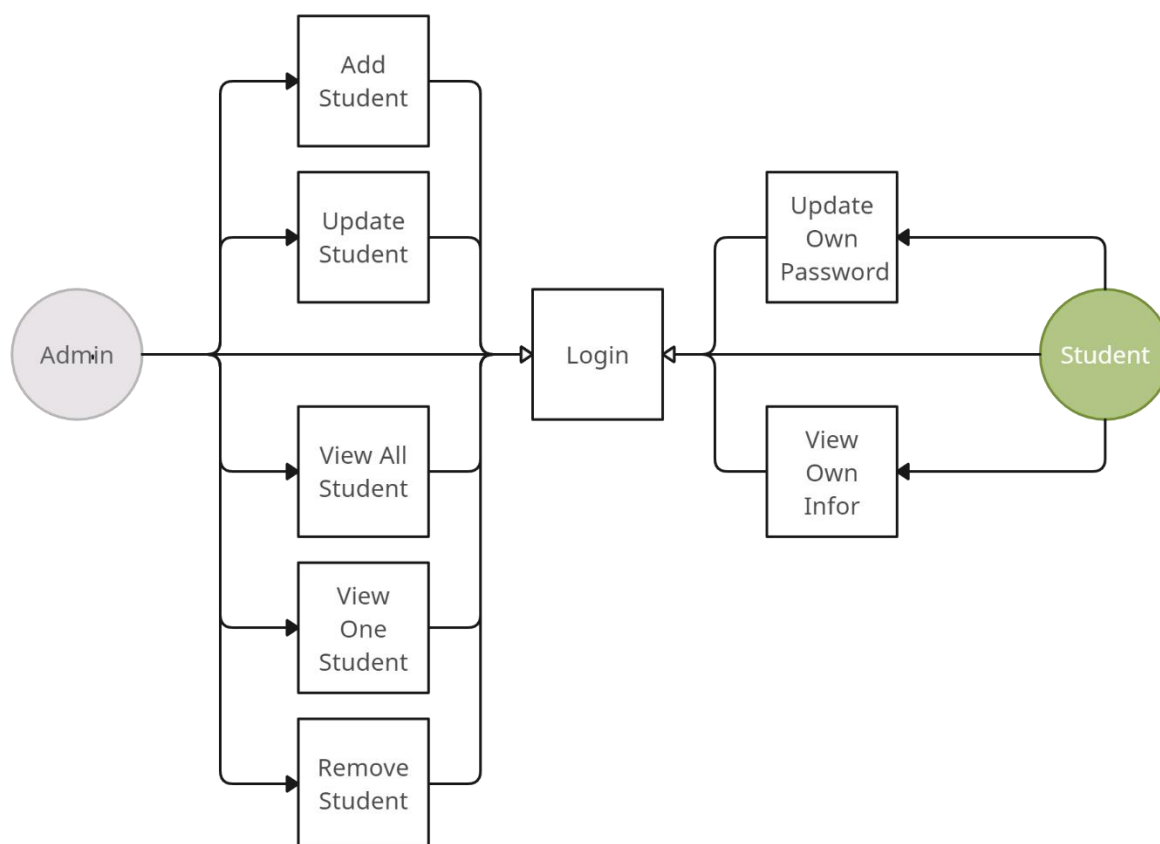 Add
Student
Update
Student
Admin
View All
Student
View
One
Student
Remove
Student
Login
Update
Own
Password
View
Own
Infor
Student